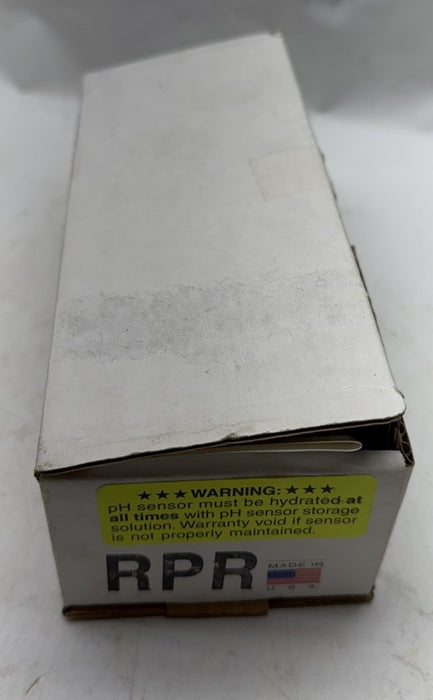 ★★★WARNING:★★★
pH sensor must be hydrated at
all times with pH sensor storage
solution. Warranty void if sensor
is not properly maintained.
RPR
MADE IN
U S A